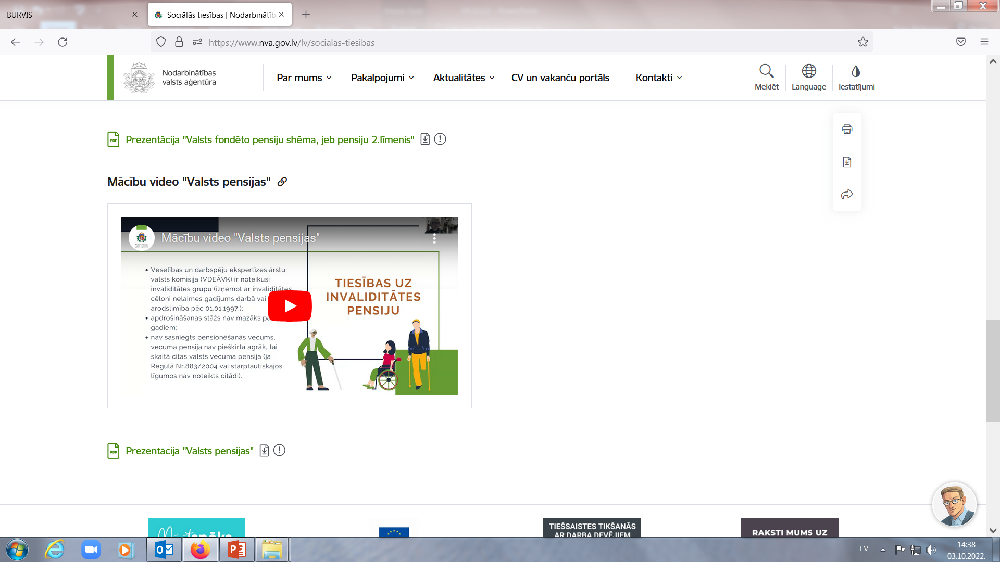 BURVIS
Sociālās tiesības | Nodarbinātīb
https://www.nva.gov.lv/lv/socialas-tiesibas
Nodarbinātības
valsts aģentūra
Par mums
Pakalpojumi
Aktualitātes
CV un vakanču portāls
Kontakti
Meklēt
Language
Iestatījumi
PDF
Prezentācija "Valsts fondēto pensiju shēma, jeb pensiju 2.līmenis"
Mācību video "Valsts pensijas"
Mācību video "Valsts pensijas"
• Veselības un darbspēju ekspertīzes ārstu
valsts komisija (VDEĀVK) ir noteikusi
invaliditātes grupu (izņemot ar invaliditātes
cēloni nelaimes gadījums darbā vai
arodslimība pēc 01.01.1997.);
• apdrošināšanas stāžs nav mazāks
gadiem;
• nav sasniegts pensionēšanās vecums,
vecuma pensija nav piešķirta agrāk, tai
skaitā citas valsts vecuma pensija (ja
Regulā Nr.883/2004 vai starptautiskajos
līgumos nav noteikts citādi).
TIESĪBAS UZ
INVALIDITĀTES
PENSIJU
PDF
Prezentācija "Valsts pensijas"
TIEŠSAISTES TIKŠANĀS
AR DARBA DEVĒJIEM
RAKSTI MUMS UZ
LV
14:38
03.10.2022.